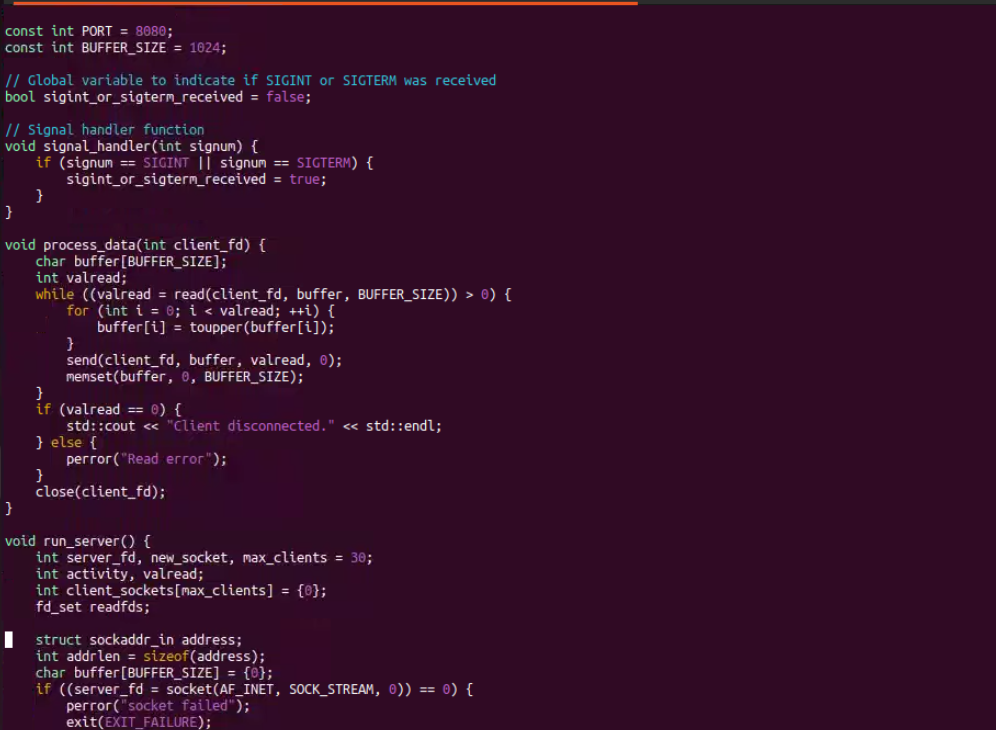 const int PORT = 8080;
const int BUFFER_SIZE = 1024;

// Global variable to indicate if SIGINT or SIGTERM was received
bool sigint_or_sigterm_received = false;

// Signal handler function
void signal_handler(int signum) {
    if (signum == SIGINT || signum == SIGTERM) {
        sigint_or_sigterm_received = true;
    }
}

void process_data(int client_fd) {
    char buffer[BUFFER_SIZE];
    int valread;
    while ((valread = read(client_fd, buffer, BUFFER_SIZE)) > 0) {
        for (int i = 0; i < valread; ++i) {
            buffer[i] = toupper(buffer[i]);
        }
        send(client_fd, buffer, valread, 0);
        memset(buffer, 0, BUFFER_SIZE);
    }
    if (valread == 0) {
        std::cout << "Client disconnected." << std::endl;
    } else {
        perror("Read error");
    }
    close(client_fd);
}

void run_server() {
    int server_fd, new_socket, max_clients = 30;
    int activity, valread;
    int client_sockets[max_clients] = {0};
    fd_set readfds;

    struct sockaddr_in address;
    int addrlen = sizeof(address);
    char buffer[BUFFER_SIZE] = {0};
    if ((server_fd = socket(AF_INET, SOCK_STREAM, 0)) == 0) {
        perror("socket failed");
        exit(EXIT_FAILURE);